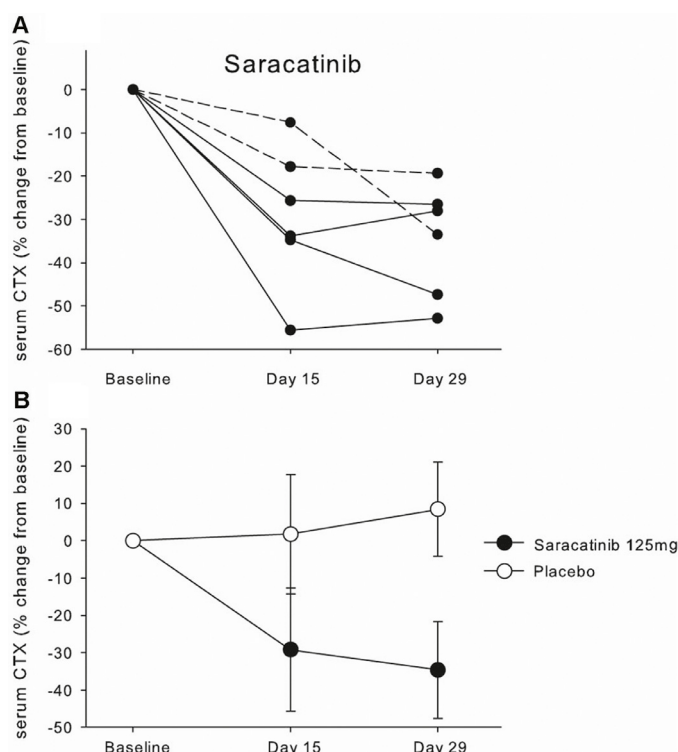 A
Saracatinib
serum CTX (% change from baseline)
0
-10
-20
-30
-40
-50
-60
Baseline Day 15 Day 29
B
serum CTX (% change from baseline)
30
20
10
0
-10
-20
-30
-40
-50
Saracatinib 125mg
Placebo
Baseline Day 15 Day 29